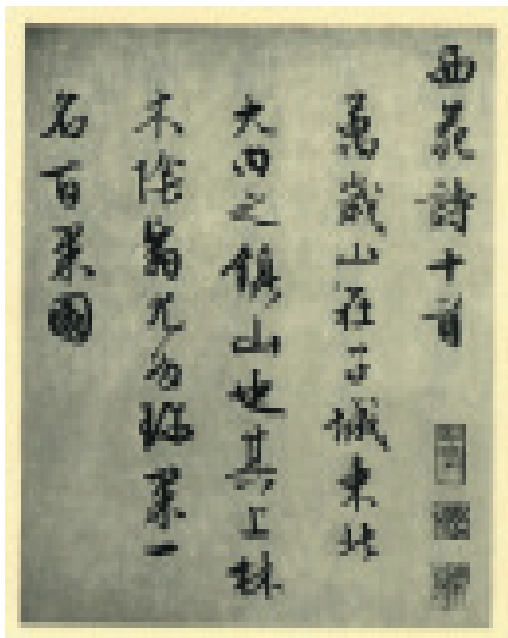 西苑詩十首
萬歲山在子城東北
大內之鎮山也其上林
木陰翳尤多珍果一
名百果園